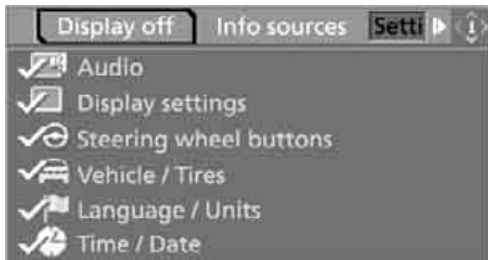 Display off Info sources Setti
Audio
Display settings
Steering wheel buttons
Vehicle / Tires
Language / Units
Time / Date